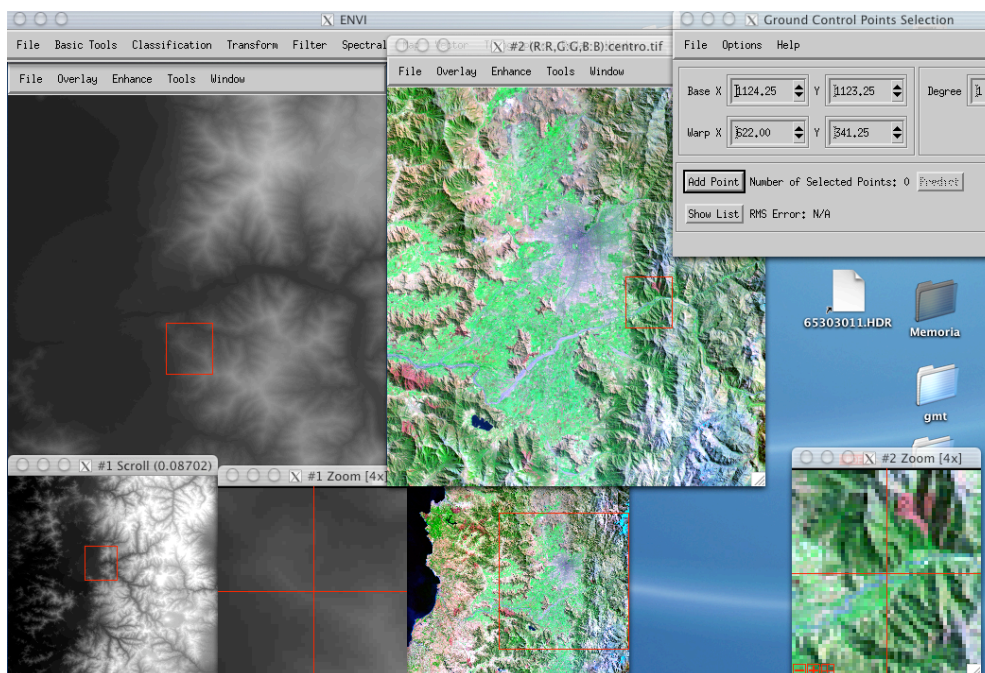 ENVI
File Basic Tools Classification Transform Filter Spectral
#2 (R:R,G:G,B:B):centro.tif
File Overlay Enhance Tools Window
Ground Control Points Selection
File Options Help
Base X 1124.25 Y 1123.25 Degree 1
Warp X 622.00 Y 341.25
Add Point Number of Selected Points: 0 Predict
Show List RMS Error: N/A
File Overlay Enhance Tools Window
65303011.HDR
Memoria
gmt
#1 Scroll (0.08702)
#1 Zoom [4x]
#2 Zoom [4x]